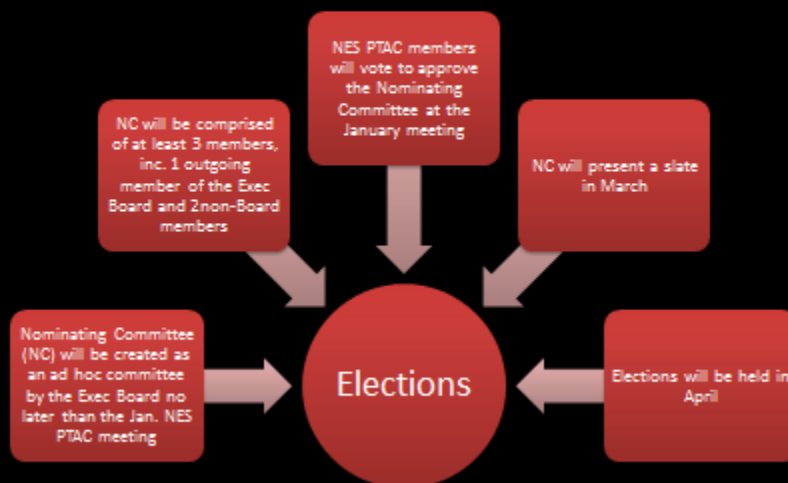 NES PTAC members
will vote to approve
the Nominating
Committee at the
January meeting
NC will be comprised
of at least 3 members,
inc. 1 outgoing
member of the Exec
Board and 2non-Board
members
NC will present a slate
in March
Nominating Committee
(NC) will be created as
an ad hoc committee
by the Exec Board no
later than the Jan. NES
PTAC meeting
Elections
Elections will be held in
April